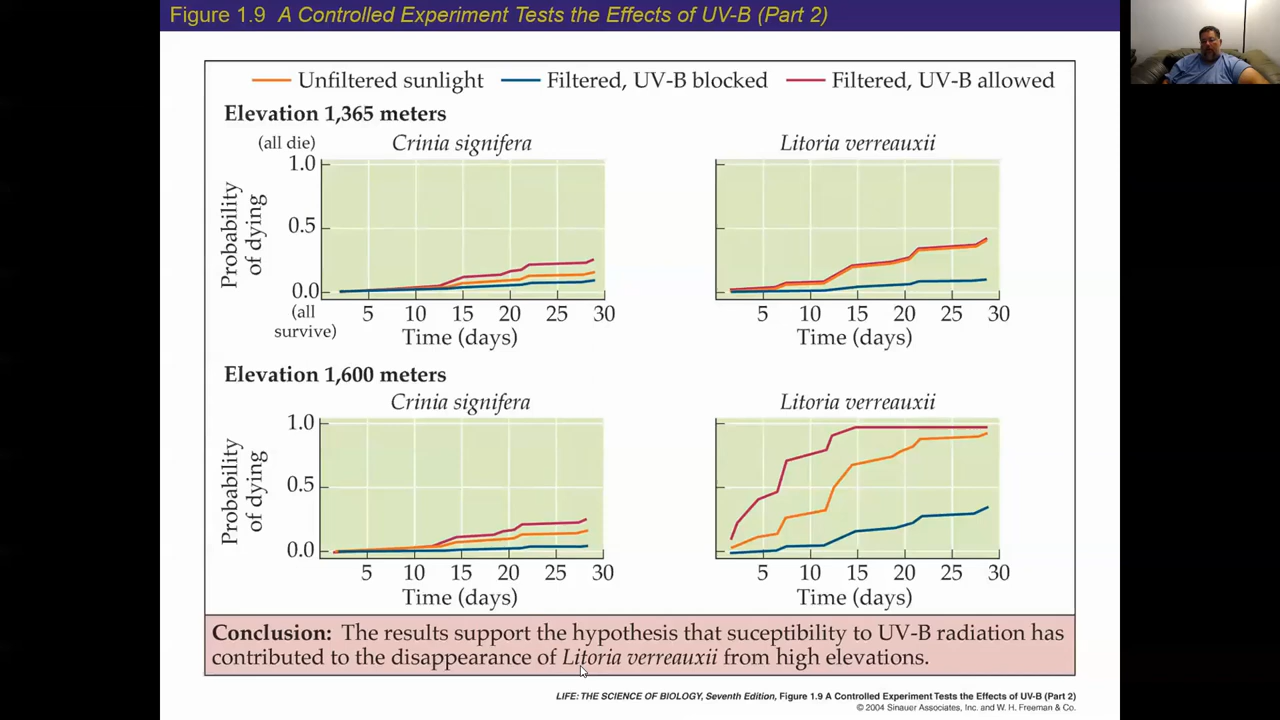 Figure 1.9 A Controlled Experiment Tests the Effects of UV-B (Part 2)
Unfiltered sunlight Filtered, UV-B blocked Filtered, UV-B allowed
Elevation 1,365 meters
(all die) Crinia signifera Litoria verreauxii
1.0
Probability of dying
0.5
0.0
(all survive)
5 10 15 20 25 30 5 10 15 20 25 30
Time (days) Time (days)
Elevation 1,600 meters
Crinia signifera Litoria verreauxii
1.0
Probability of dying
0.5
0.0
5 10 15 20 25 30 5 10 15 20 25 30
Time (days) Time (days)
Conclusion: The results support the hypothesis that suceptibility to UV-B radiation has
contributed to the disappearance of Litoria verreauxii from high elevations.
LIFE: THE SCIENCE OF BIOLOGY, Seventh Edition, Figure 1.9 A Controlled Experiment Tests the Effects of UV-B (Part 2)
© 2004 Sinauer Associates, Inc. and W. H. Freeman & Co.